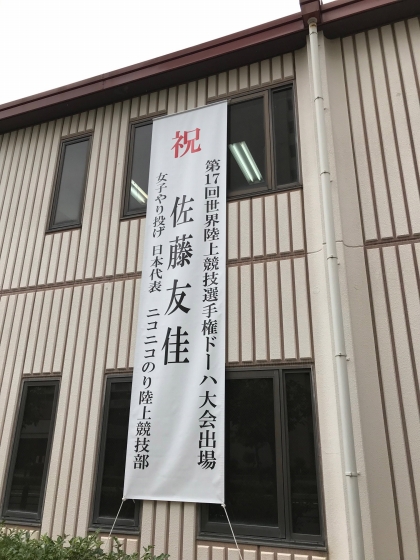 祝
第17回世界陸上競技選手権ドーハ大会出場
佐藤友佳
女子やり投げ 日本代表 ニコニコのり陸上競技部